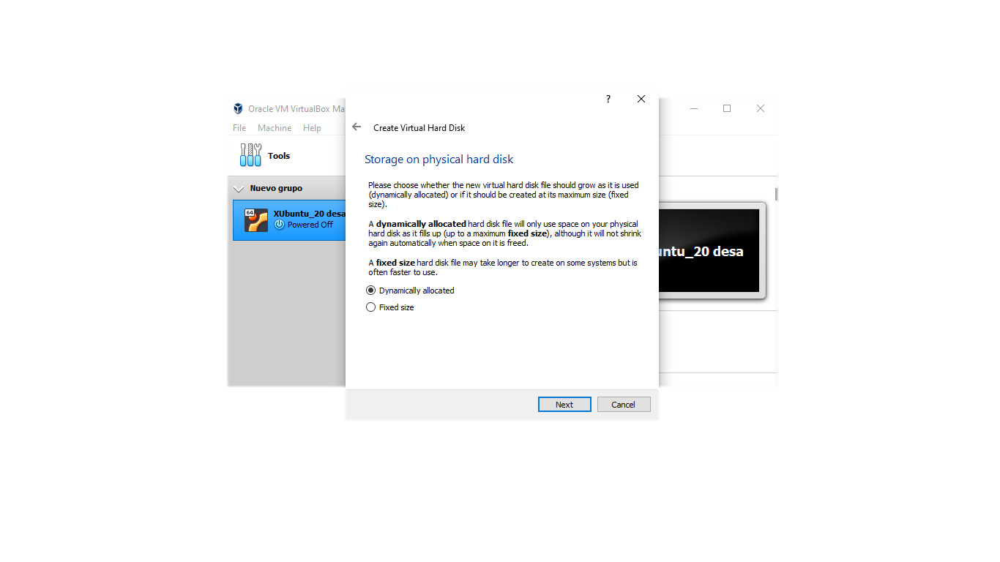 Oracle VM VirtualBox Ma
File Machine Help
Tools
Nuevo grupo
64
XUbuntu_20 desa
Powered Off
?
Create Virtual Hard Disk
Storage on physical hard disk
Please choose whether the new virtual hard disk file should grow as it is used
(dynamically allocated) or if it should be created at its maximum size (fixed
size).
A dynamically allocated hard disk file will only use space on your physical
hard disk as it fills up (up to a maximum fixed size), although it will not shrink
again automatically when space on it is freed.
A fixed size hard disk file may take longer to create on some systems but is
often faster to use.
Dynamically allocated
Fixed size
Next Cancel
untu_20 desa